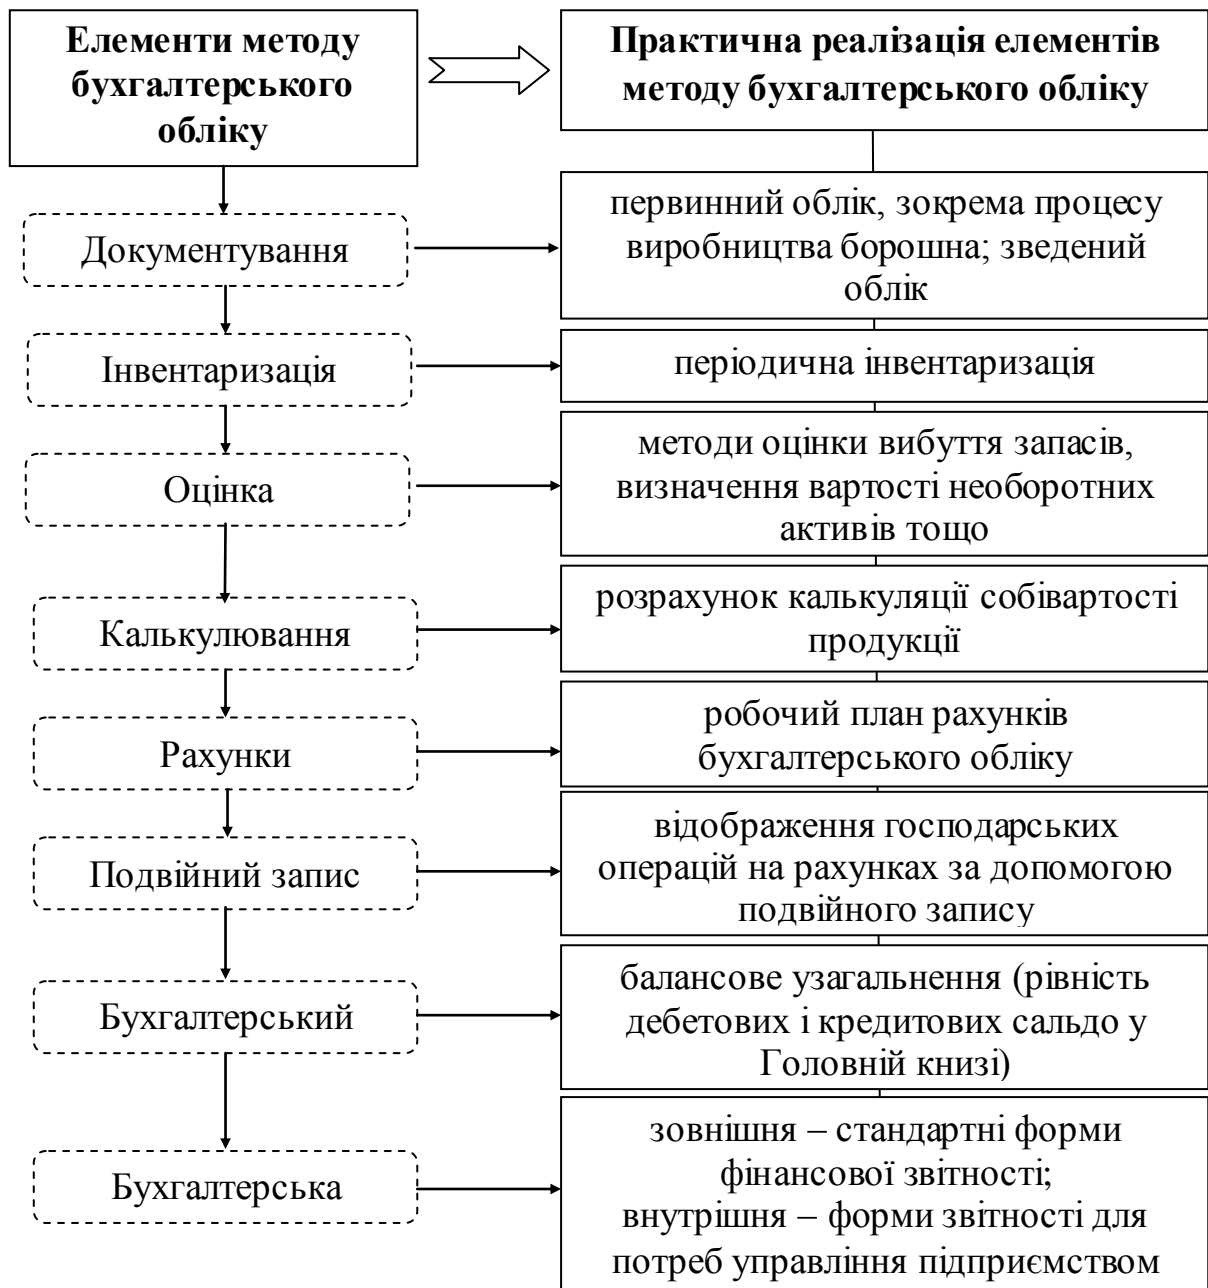 Елементи методу
бухгалтерського
обліку
Практична реалізація елементів
методу бухгалтерського обліку
Документування
первинний облік, зокрема процесу
виробництва борошна; зведений
облік
Інвентаризація
періодична інвентаризація
Оцінка
методи оцінки вибуття запасів,
визначення вартості необоротних
активів тощо
Калькулювання
розрахунок калькуляції собівартості
продукції
Рахунки
робочий план рахунків
бухгалтерського обліку
Подвійний запис
відображення господарських
операцій на рахунках за допомогою
подвійного запису
Бухгалтерський
балансове узагальнення (рівність
дебетових і кредитових сальдо у
Головній книзі)
Бухгалтерська
зовнішня – стандартні форми
фінансової звітності;
внутрішня – форми звітності для
потреб управління підприємством